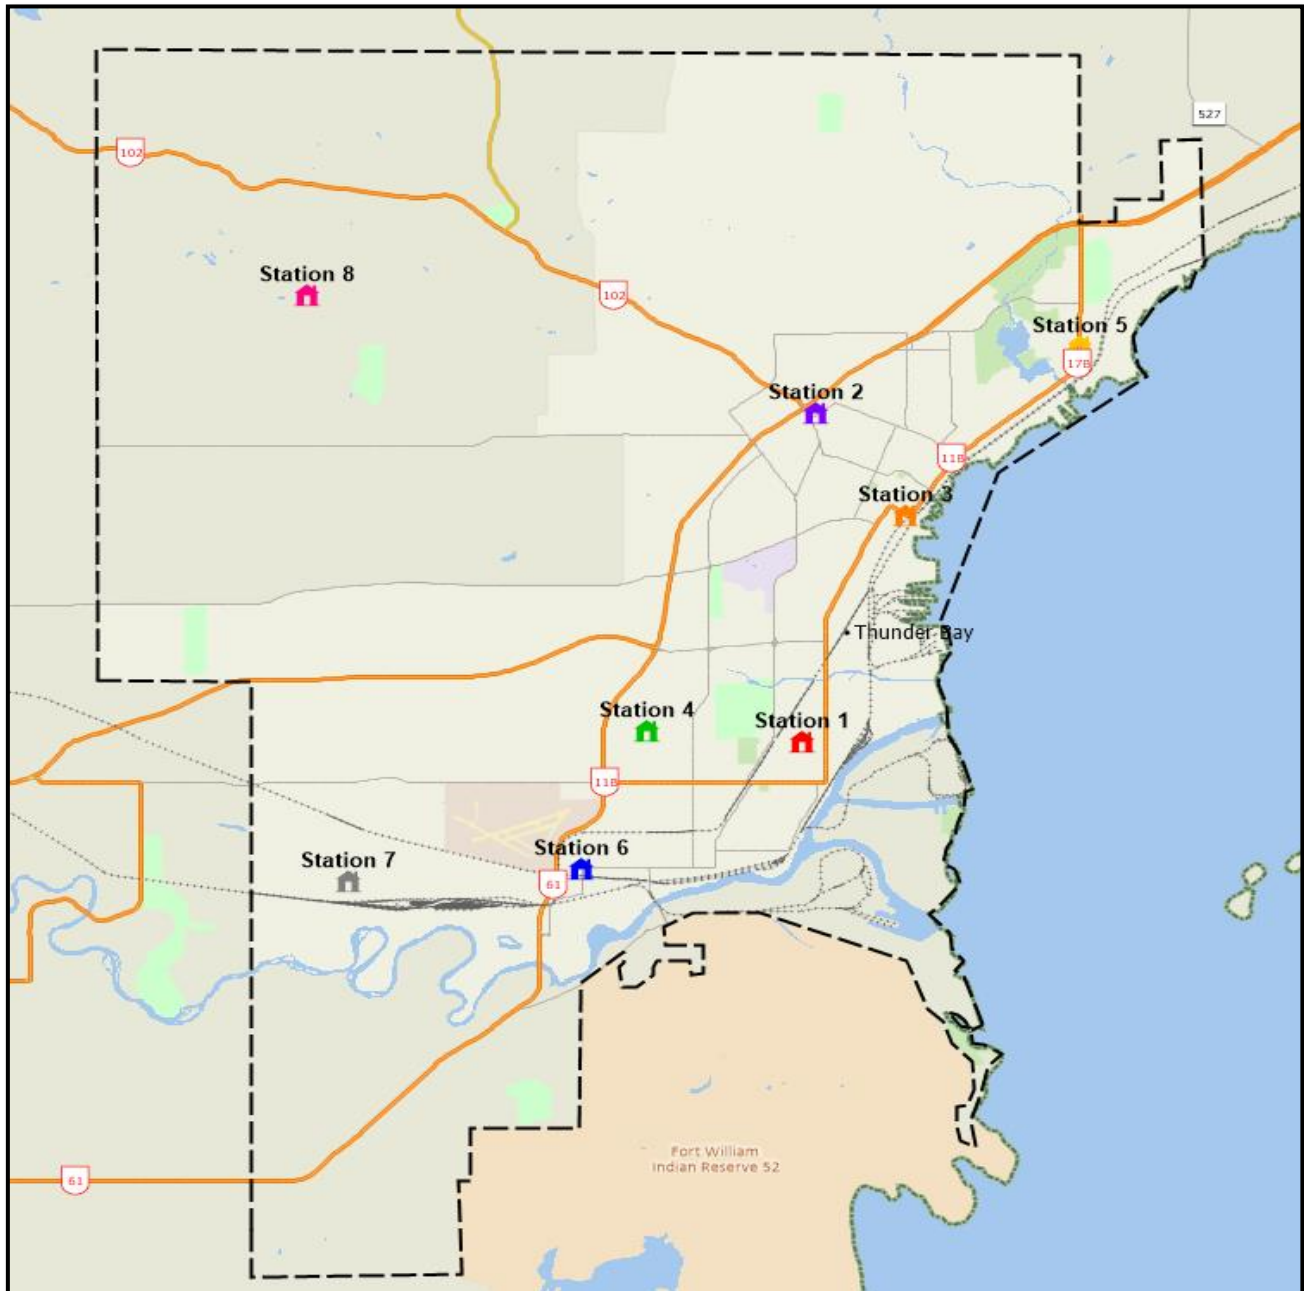 527
102
Station 8
102
Station 5
17B
Station 2
11B
Station 3
Thunder Bay
Station 4
Station 1
11B
Station 6
Station 7
61
Fort William
Indian Reserve 52
61